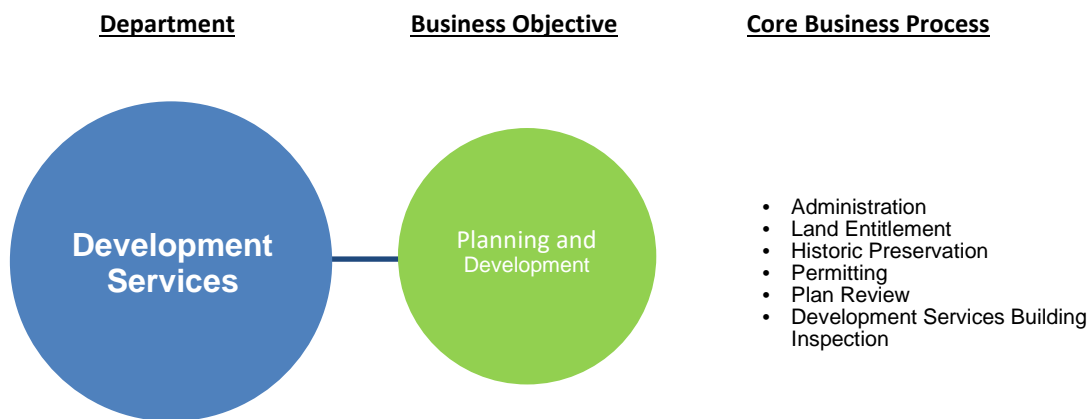 Department
Business Objective
Core Business Process
Development
Services
Planning and
Development
• Administration
• Land Entitlement
• Historic Preservation
• Permitting
• Plan Review
• Development Services Building
Inspection